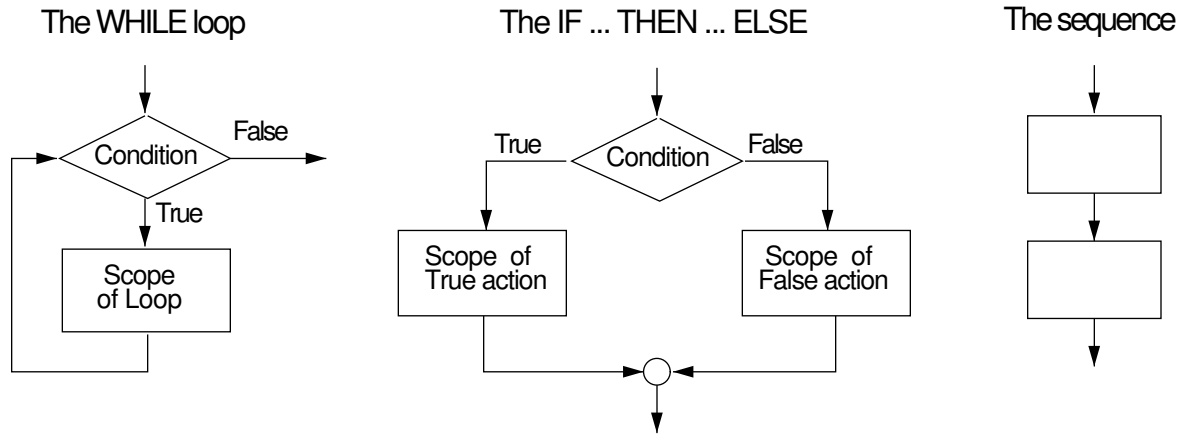 The WHILE loop
Condition
False
True
Scope
of Loop
The IF ... THEN ... ELSE
True
Condition
False
Scope of
True action
Scope of
False action
The sequence